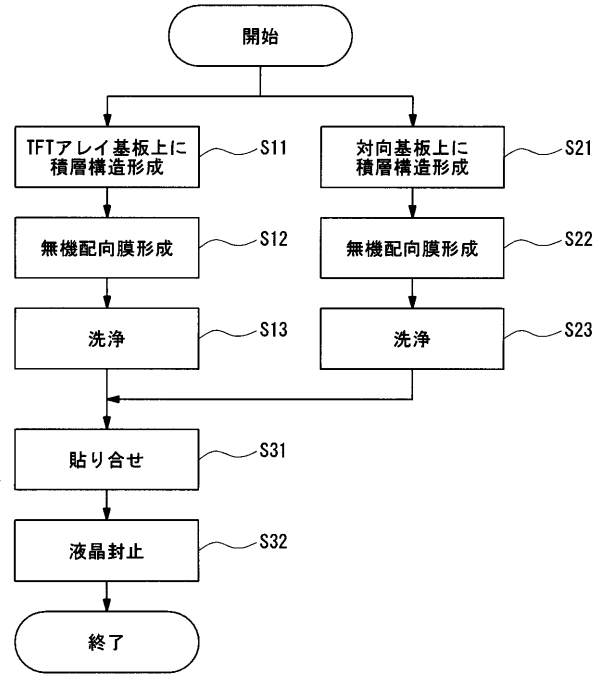 開始
TFTアレイ基板上に
積層構造形成
S11
対向基板上に
積層構造形成
S21
無機配向膜形成
S12
無機配向膜形成
S22
洗浄
S13
洗浄
S23
貼り合せ
S31
液晶封止
S32
終了